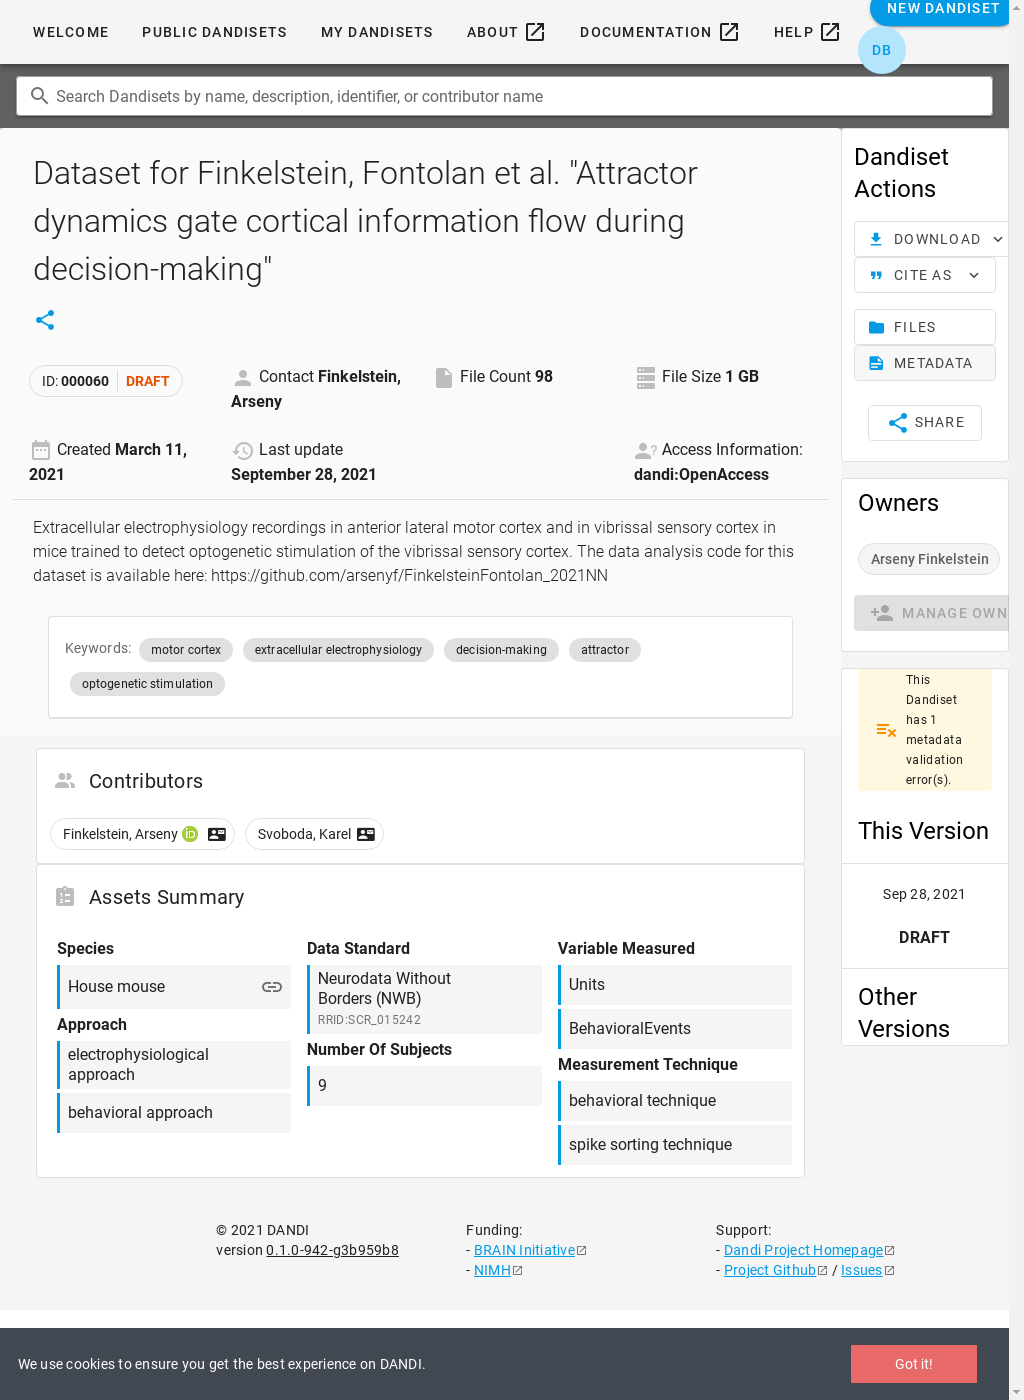 WELCOME PUBLIC DANDISETS MY DANDISETS ABOUT DOCUMENTATION HELP
NEW DANDISET
DB
Search Dandisets by name, description, identifier, or contributor name
Dataset for Finkelstein, Fontolan et al. "Attractor
dynamics gate cortical information flow during
decision-making"
ID: 000060 DRAFT
Contact Finkelstein,
Arseny
File Count 98
File Size 1 GB
Created March 11,
2021
Last update
September 28, 2021
Access Information:
dandi:OpenAccess
Extracellular electrophysiology recordings in anterior lateral motor cortex and in vibrissal sensory cortex in
mice trained to detect optogenetic stimulation of the vibrissal sensory cortex. The data analysis code for this
dataset is available here: https://github.com/arsenyf/FinkelsteinFontolan_2021NN
Keywords: motor cortex extracellular electrophysiology decision-making attractor
optogenetic stimulation
Contributors
Finkelstein, Arseny iD Svoboda, Karel
Assets Summary
Species
House mouse
Approach
electrophysiological
approach
behavioral approach
Data Standard
Neurodata Without
Borders (NWB)
RRID:SCR_015242
Number Of Subjects
9
Variable Measured
Units
BehavioralEvents
Measurement Technique
behavioral technique
spike sorting technique
Dandiset
Actions
DOWNLOAD
CITE AS
FILES
METADATA
SHARE
Owners
Arseny Finkelstein
MANAGE OWN
This
Dandiset
has 1
metadata
validation
error(s).
This Version
Sep 28, 2021
DRAFT
Other
Versions
© 2021 DANDI
version 0.1.0-942-g3b959b8
Funding:
- BRAIN Initiative
- NIMH
Support:
- Dandi Project Homepage
- Project Github / Issues
We use cookies to ensure you get the best experience on DANDI.
Got it!